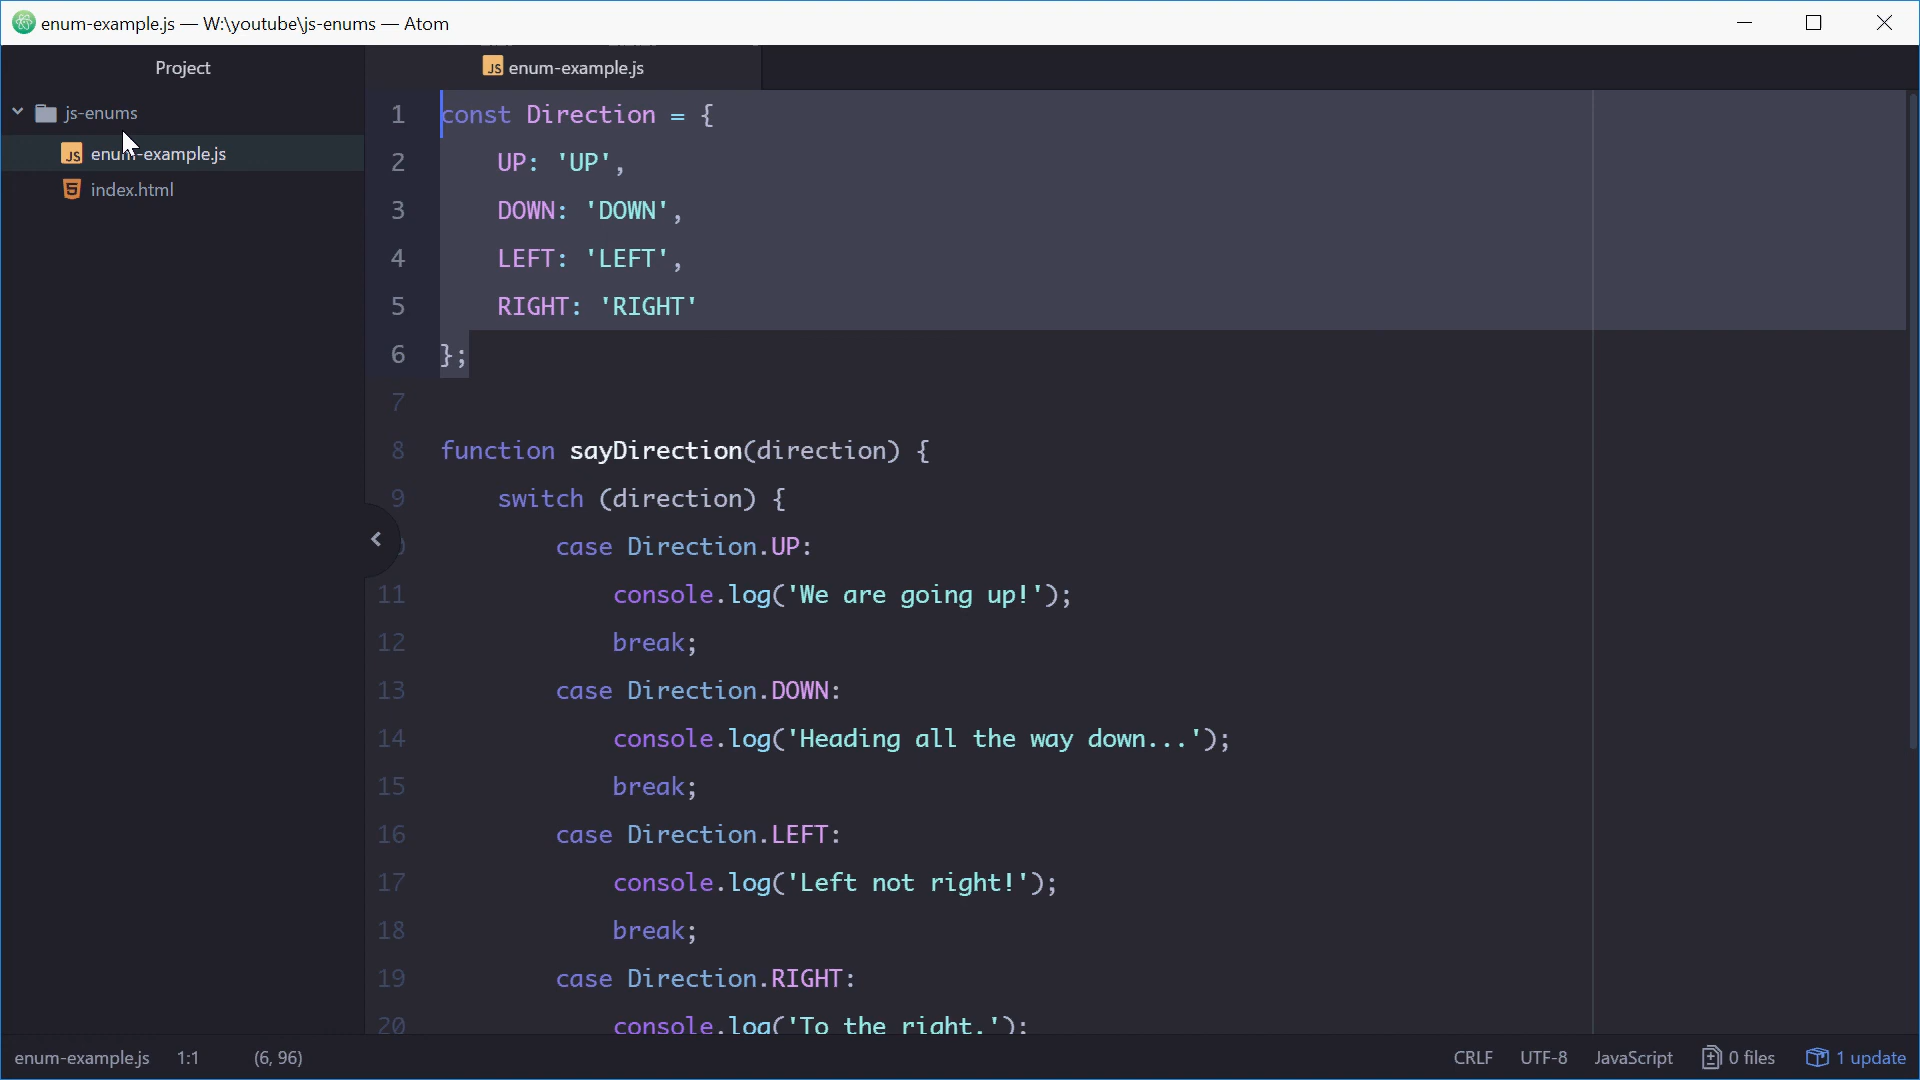 enum-example.js — W:\youtube\js-enums — Atom
Project
js-enums
enum-example.js
index.html
enum-example.js
1 const Direction = {
2 UP: 'UP',
3 DOWN: 'DOWN',
4 LEFT: 'LEFT',
5 RIGHT: 'RIGHT'
6 };
7
8 function sayDirection(direction) {
9 switch (direction) {
case Direction.UP:
11 console.log('We are going up!');
12 break;
13 case Direction.DOWN:
14 console.log('Heading all the way down...');
15 break;
16 case Direction.LEFT:
17 console.log('Left not right!');
18 break;
19 case Direction.RIGHT:
20 console.log('To the right.');
enum-example.js 1:1 (6, 96) CRLF UTF-8 JavaScript 0 files 1 update